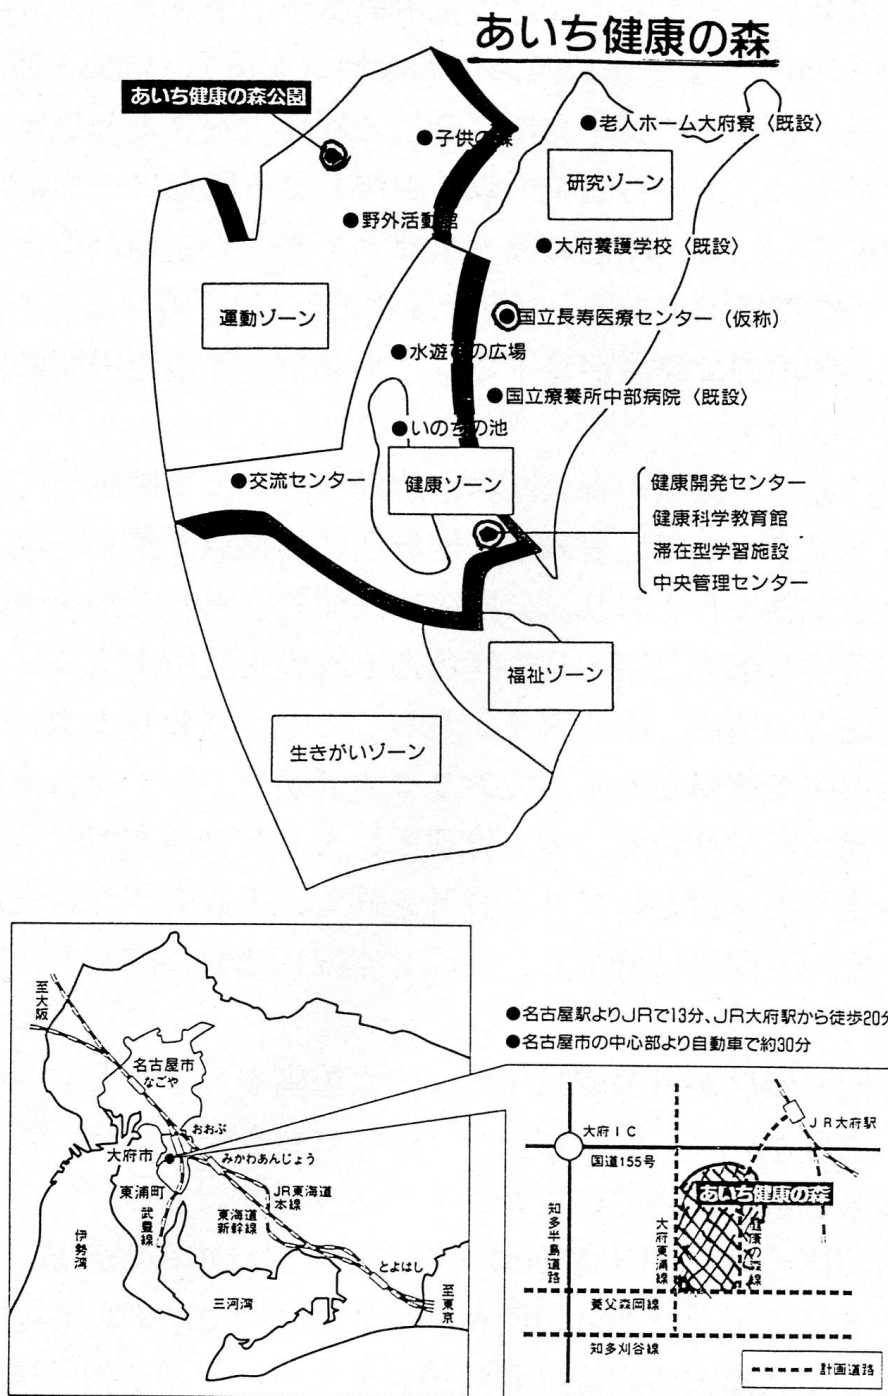 あいち健康の森
あいち健康の森公園
●子供の森
●老人ホーム大府寮〈既設〉
研究ゾーン
●野外活動館
●大府養護学校〈既設〉
運動ゾーン
国立長寿医療センター（仮称）
●水遊びの広場
●国立療養所中部病院〈既設〉
●いのちの池
●交流センター
健康ゾーン
健康開発センター
健康科学教育館
滞在型学習施設
中央管理センター
福祉ゾーン
生きがいゾーン
●名古屋駅よりJRで13分、JR大府駅から徒歩20分
●名古屋市の中心部より自動車で約30分
至大阪
名古屋市
なごや
おおぶ
大府市
みかわあんじょう
東浦町
JR東海道本線
武豊線
東海道新幹線
伊勢湾
とよはし
三河湾
至東京
大府IC
JR大府駅
国道155号
あいち健康の森
知多半島道路
大府東浦線
健康の森線
養父森岡線
知多刈谷線
計画道路